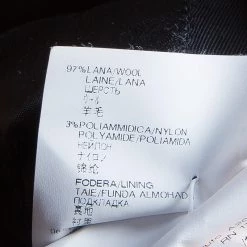 97%LANA/WOOL
LAINE/LANA
ШЕРСТЬ
ウール
羊毛
3%POLIAMMIDICA/NYLON
POLYAMIDE/POLIAMIDA
НЕЙЛОН
ナイロン
锦纶
FODERA/LINING
TAIE/FUNDA ALMOHAD
ПОДКЛАДКА
裏地